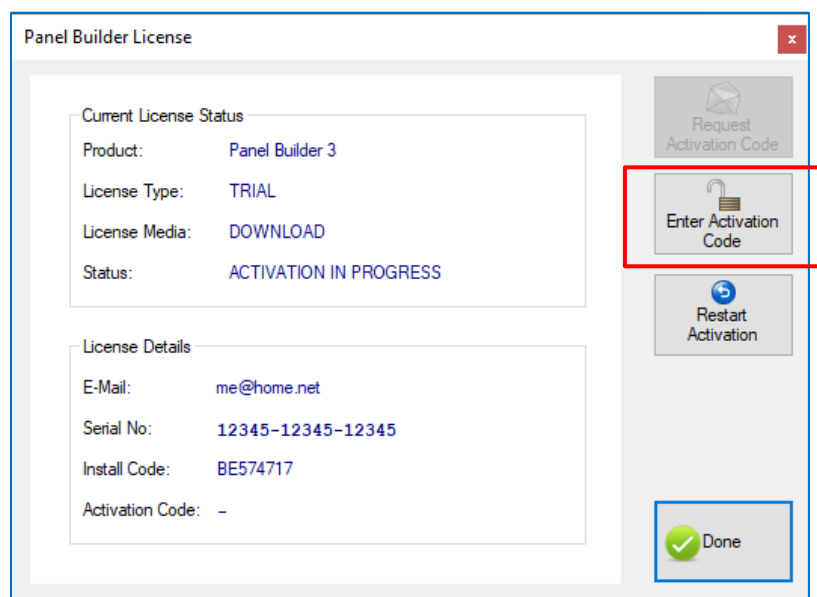 Panel Builder License
x
Current License Status
Product: Panel Builder 3
License Type: TRIAL
License Media: DOWNLOAD
Status: ACTIVATION IN PROGRESS
License Details
E-Mail: me@home.net
Serial No: 12345-12345-12345
Install Code: BE574717
Activation Code: –
Request
Activation Code
Enter Activation
Code
Restart
Activation
Done